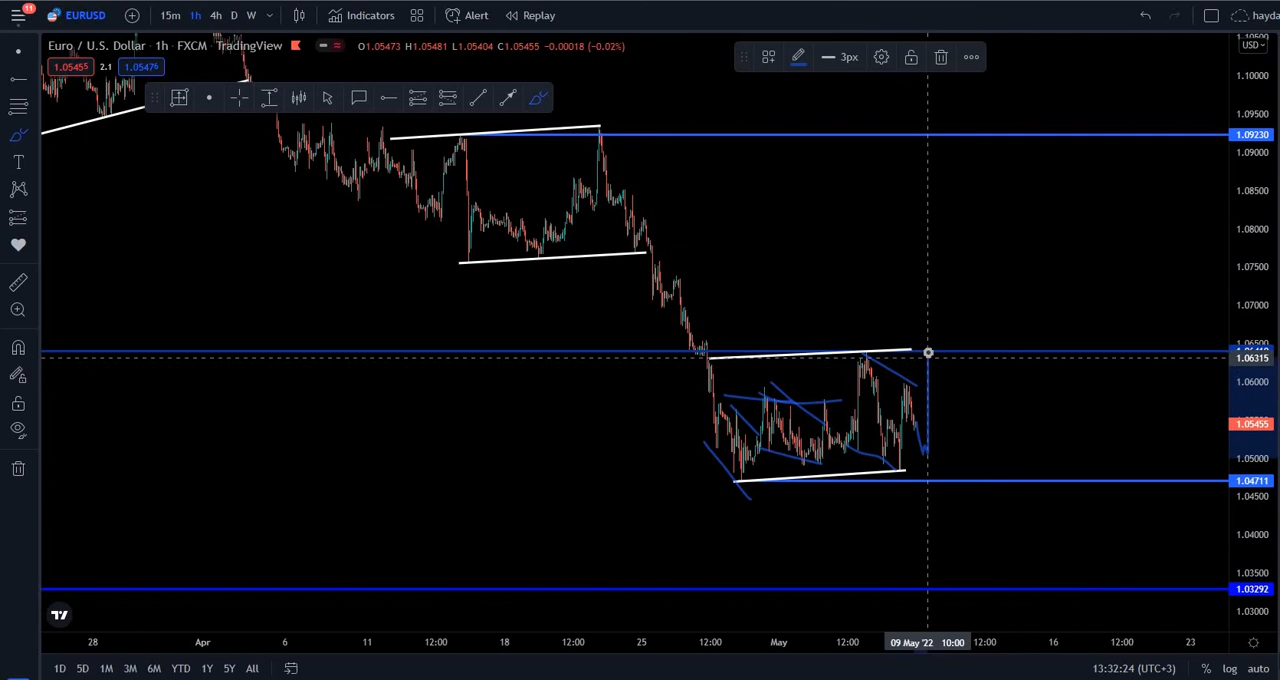 11
EURUSD
15m 1h 4h D W
Indicators
Alert
Replay
hayda
Euro / U.S. Dollar · 1h · FXCM · TradingView
O1.05473 H1.05481 L1.05404 C1.05455 -0.00018 (-0.02%)
USD
1.05455 2.1 1.05476
3px
1.10000
1.09500
1.09230
1.09000
1.08500
1.08000
1.07500
1.07000
1.06315
1.06000
1.05455
1.05000
1.04711
1.04500
1.04000
1.03500
1.03292
1.03000
28 Apr 6 11 12:00 18 12:00 25 12:00 May 12:00 09 May '22 10:00 12:00 16 12:00 23
1D 5D 1M 3M 6M YTD 1Y 5Y All
13:32:24 (UTC+3) % log auto